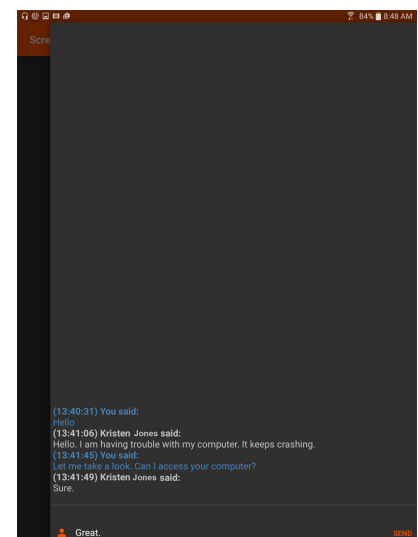 84% 8:48 AM
Scre
(13:40:31) You said:
Hello
(13:41:06) Kristen Jones said:
Hello. I am having trouble with my computer. It keeps crashing.
(13:41:45) You said:
Let me take a look. Can I access your computer?
(13:41:49) Kristen Jones said:
Sure.
Great. SEND